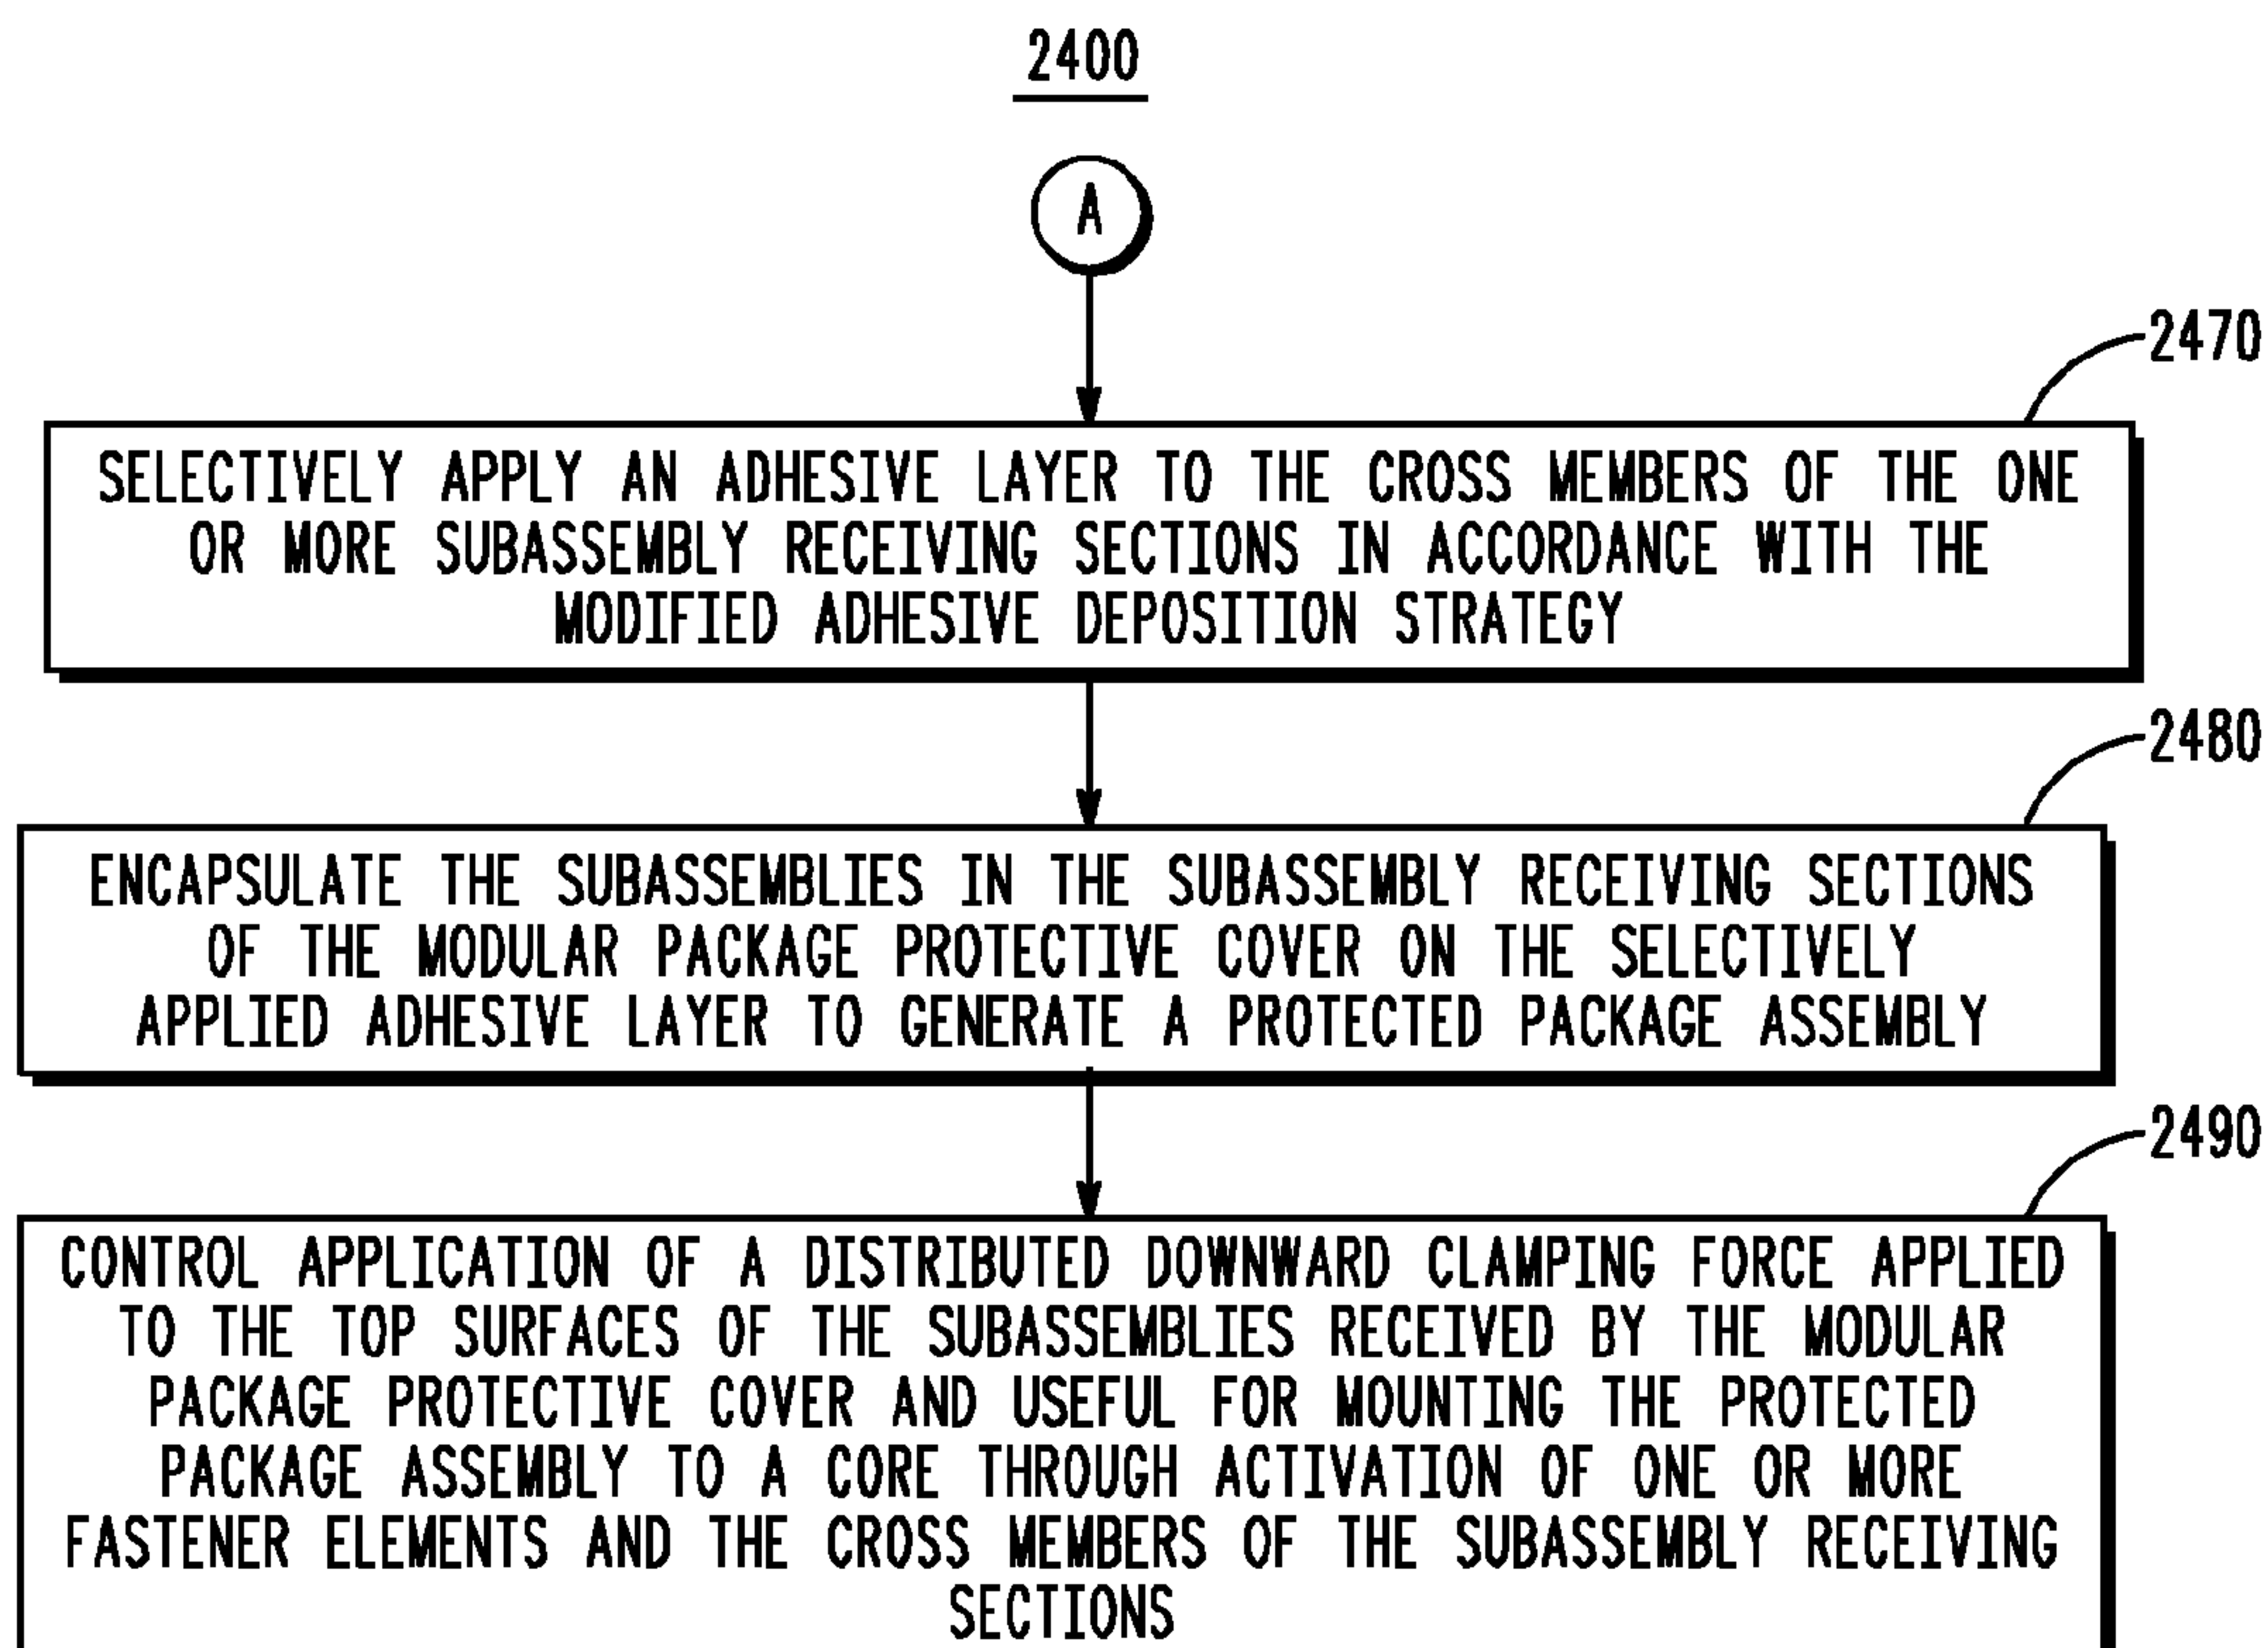 2400
A
2470
SELECTIVELY APPLY AN ADHESIVE LAYER TO THE CROSS MEMBERS OF THE ONE
OR MORE SUBASSEMBLY RECEIVING SECTIONS IN ACCORDANCE WITH THE
MODIFIED ADHESIVE DEPOSITION STRATEGY
2480
ENCAPSULATE THE SUBASSEMBLIES IN THE SUBASSEMBLY RECEIVING SECTIONS
OF THE MODULAR PACKAGE PROTECTIVE COVER ON THE SELECTIVELY
APPLIED ADHESIVE LAYER TO GENERATE A PROTECTED PACKAGE ASSEMBLY
2490
CONTROL APPLICATION OF A DISTRIBUTED DOWNWARD CLAMPING FORCE APPLIED
TO THE TOP SURFACES OF THE SUBASSEMBLIES RECEIVED BY THE MODULAR
PACKAGE PROTECTIVE COVER AND USEFUL FOR MOUNTING THE PROTECTED
PACKAGE ASSEMBLY TO A CORE THROUGH ACTIVATION OF ONE OR MORE
FASTENER ELEMENTS AND THE CROSS MEMBERS OF THE SUBASSEMBLY RECEIVING
SECTIONS